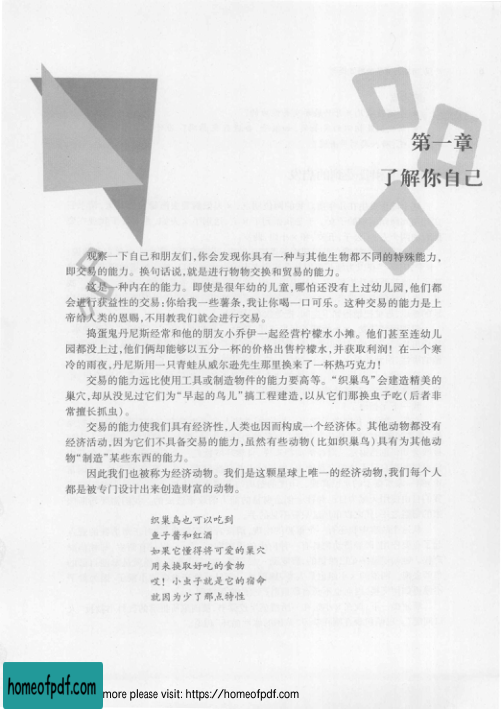 第一章
了解你自己
观察一下自己和朋友们,你会发现你具有一种与其他生物都不同的特殊能力,
即交易的能力。换句话说,就是进行物物交换和贸易的能力。
这是一种内在的能力。即使是很年幼的儿童,哪怕还没有上过幼儿园,他们都
会进行获益性的交易:你给我一些薯条,我让你喝一口可乐。这种交易的能力是上
帝给人类的恩赐,不用教我们就会进行交易。
捣蛋鬼丹尼斯经常和他的朋友小乔伊一起经营柠檬水小摊。他们甚至连幼儿
园都没上过,他们俩却能够以五分一杯的价格出售柠檬水,并获取利润!在一个寒
冷的雨夜,丹尼斯用一只青蛙从威尔逊先生那里换来了一杯热巧克力!
交易的能力远比使用工具或制造物件的能力要高等。“织巢鸟”会建造精美的
巢穴,却从没见过它们为“早起的鸟儿”搞工程建造,以从它们那换虫子吃(后者非
常擅长抓虫)。
交易的能力使我们具有经济性,人类也因而构成一个经济体。其他动物都没有
经济活动,因为它们不具备交易的能力,虽然有些动物(比如织巢鸟)具有为其他动
物“制造”某些东西的能力。
因此我们也被称为经济动物。我们是这颗星球上唯一的经济动物,我们每个人
都是被专门设计出来创造财富的动物。
织巢鸟也可以吃到
鱼子酱和红酒
如果它懂得将可爱的巢穴
用来换取好吃的食物
哎!小虫子就是它的宿命
就因为少了那点特性
homeofpdf.com
more please visit: https://homeofpdf.com